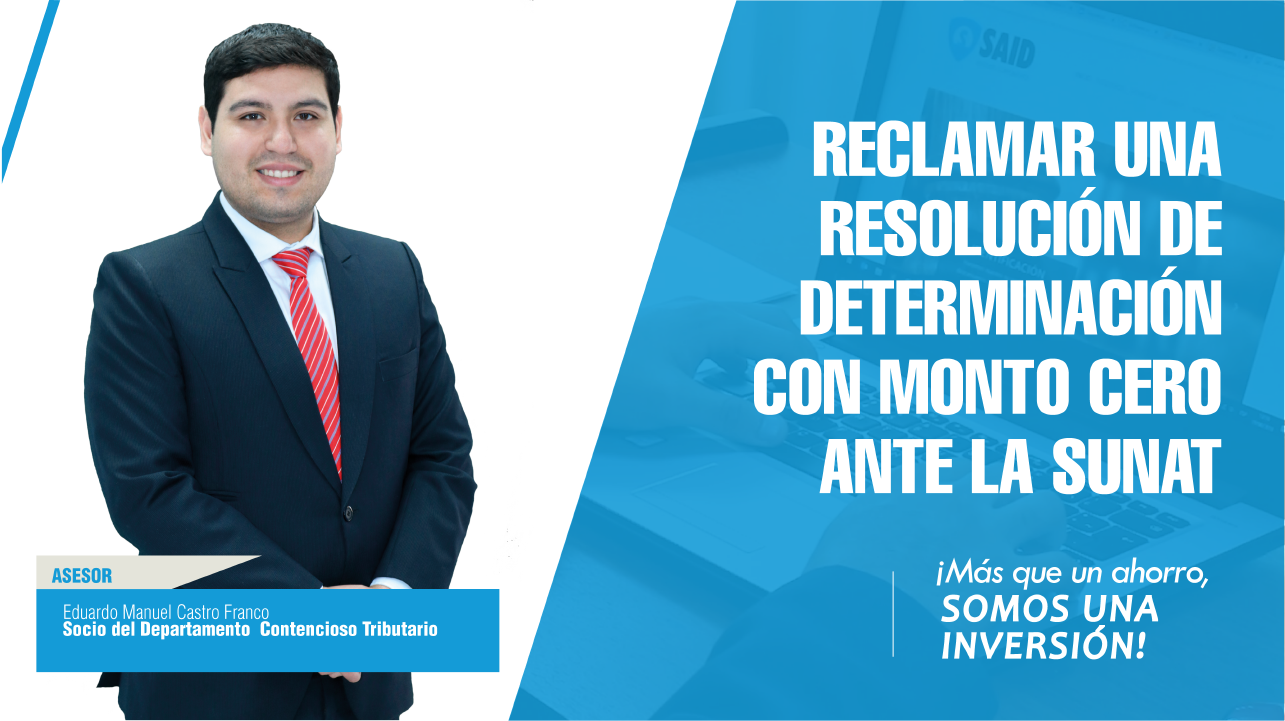 SAID
RECLAMAR UNA
RESOLUCIÓN DE
DETERMINACIÓN
CON MONTO CERO
ANTE LA SUNAT
¡Más que un ahorro,
SOMOS UNA
INVERSIÓN!
ASESOR
Eduardo Manuel Castro Franco
Socio del Departamento Contencioso Tributario